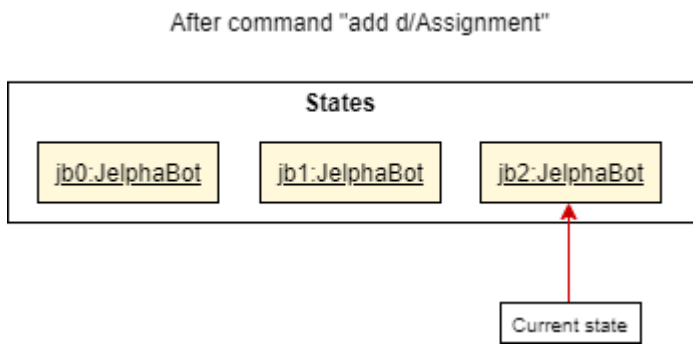 After command "add d/Assignment"
States
jb0:JelphaBot jb1:JelphaBot jb2:JelphaBot
Current state